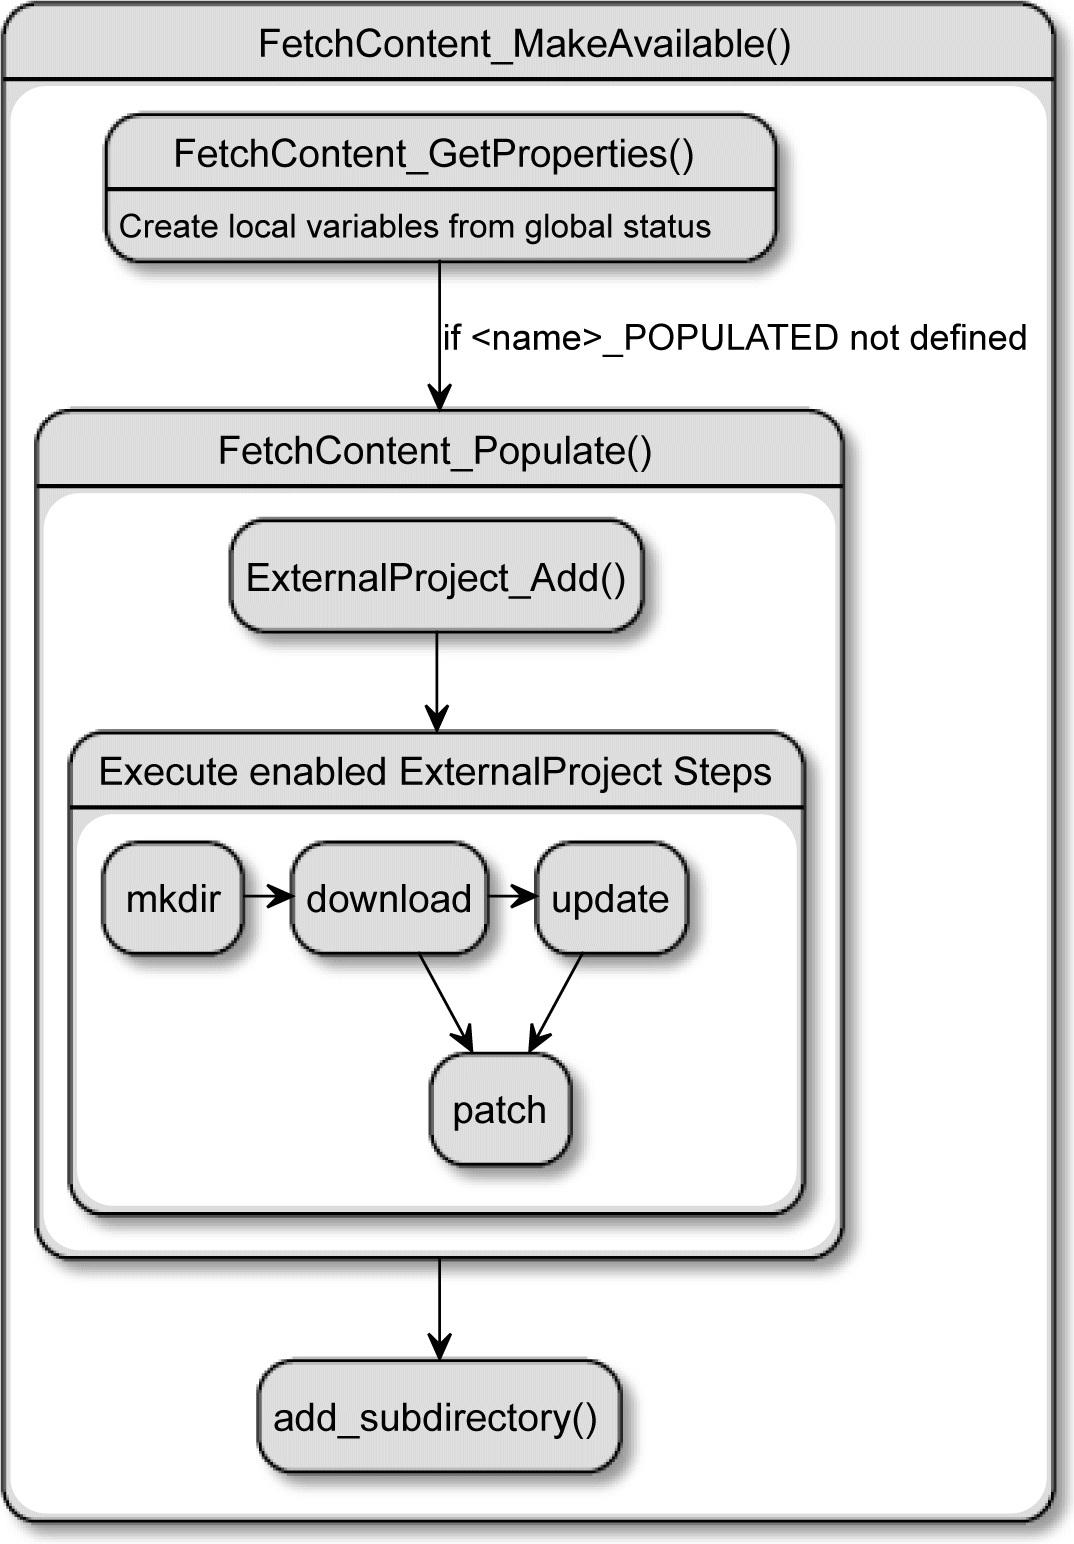 FetchContent_MakeAvailable()
FetchContent_GetProperties()
Create local variables from global status
if <name>_POPULATED not defined
FetchContent_Populate()
ExternalProject_Add()
Execute enabled ExternalProject Steps
mkdir
download
update
patch
add_subdirectory()